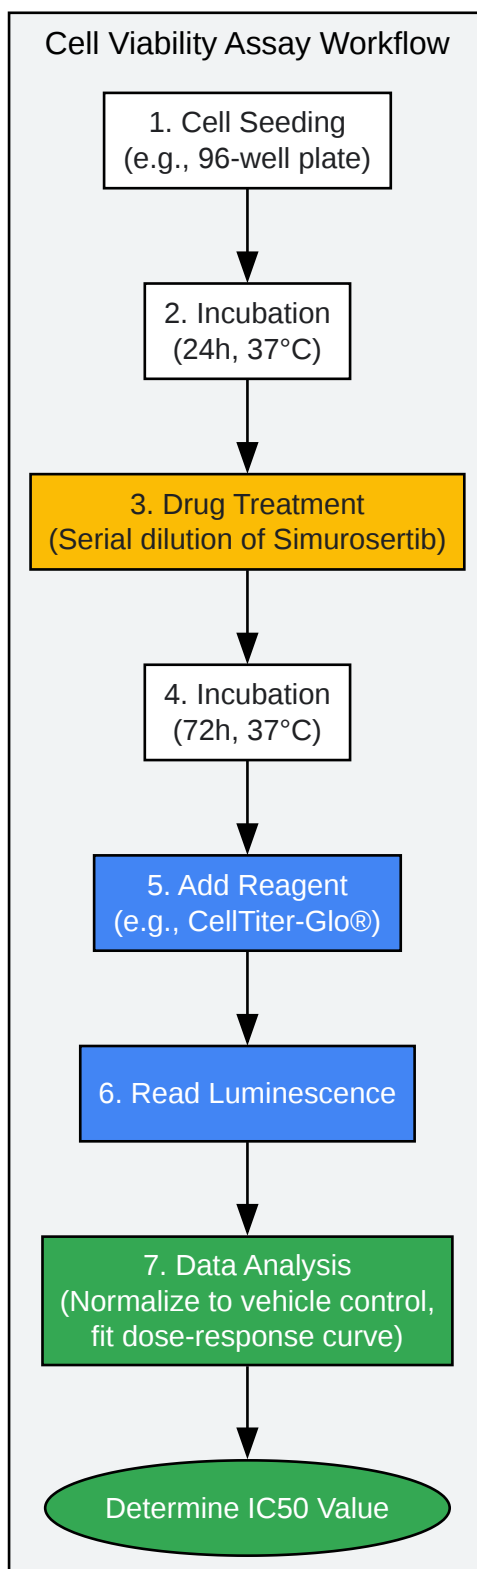 Cell Viability Assay Workflow
1. Cell Seeding
(e.g., 96-well plate)
2. Incubation
(24h, 37°C)
3. Drug Treatment
(Serial dilution of Simurosertib)
4. Incubation
(72h, 37°C)
5. Add Reagent
(e.g., CellTiter-Glo®)
6. Read Luminescence
7. Data Analysis
(Normalize to vehicle control,
fit dose-response curve)
Determine IC50 Value